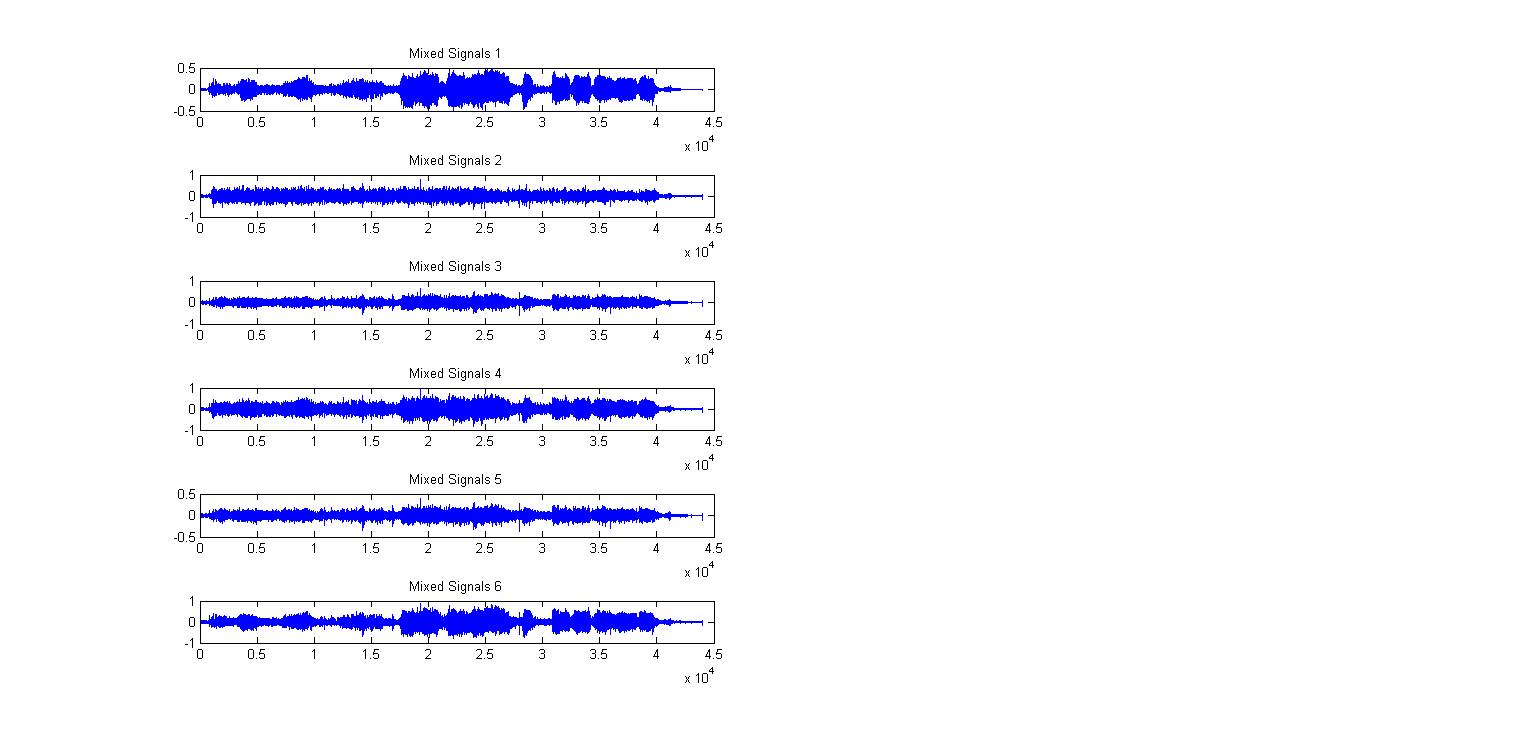 Mixed Signals 1
0.5
0
-0.5
0 0.5 1 1.5 2 2.5 3 3.5 4 4.5
x 10^4
Mixed Signals 2
1
0
-1
0 0.5 1 1.5 2 2.5 3 3.5 4 4.5
x 10^4
Mixed Signals 3
1
0
-1
0 0.5 1 1.5 2 2.5 3 3.5 4 4.5
x 10^4
Mixed Signals 4
1
0
-1
0 0.5 1 1.5 2 2.5 3 3.5 4 4.5
x 10^4
Mixed Signals 5
0.5
0
-0.5
0 0.5 1 1.5 2 2.5 3 3.5 4 4.5
x 10^4
Mixed Signals 6
1
0
-1
0 0.5 1 1.5 2 2.5 3 3.5 4 4.5
x 10^4